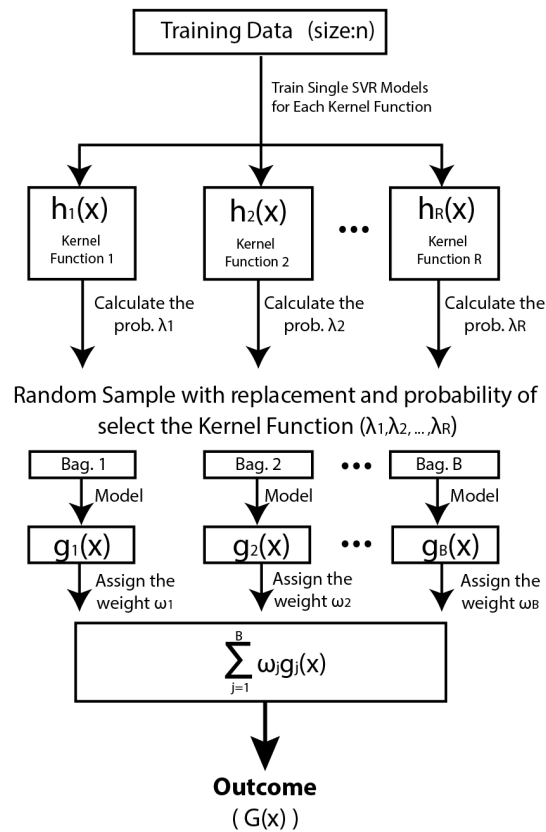 Training Data (size:n)
Train Single SVR Models
for Each Kernel Function
h1(x)
Kernel
Function 1
h2(x)
Kernel
Function 2
•••
hR(x)
Kernel
Function R
Calculate the
prob. λ1
Calculate the
prob. λ2
Calculate the
prob. λR
Random Sample with replacement and probability of
select the Kernel Function (λ1,λ2, ... ,λR)
Bag. 1
Bag. 2
•••
Bag. B
Model
Model
Model
g1(x)
g2(x)
•••
gB(x)
Assign the
weight ω1
Assign the
weight ω2
Assign the
weight ωB
B
∑ ωjgj(x)
j=1
Outcome
( G(x) )